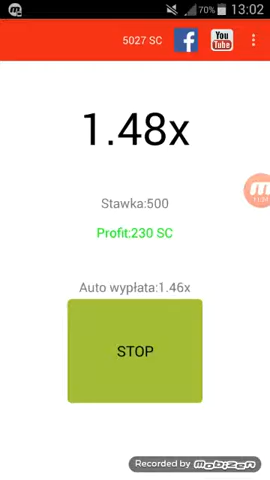 70% 13:02
5027 SC
You
Tube
1.48x
Stawka:500
Profit:230 SC
Auto wypłata:1.46x
STOP
Recorded by mobizen